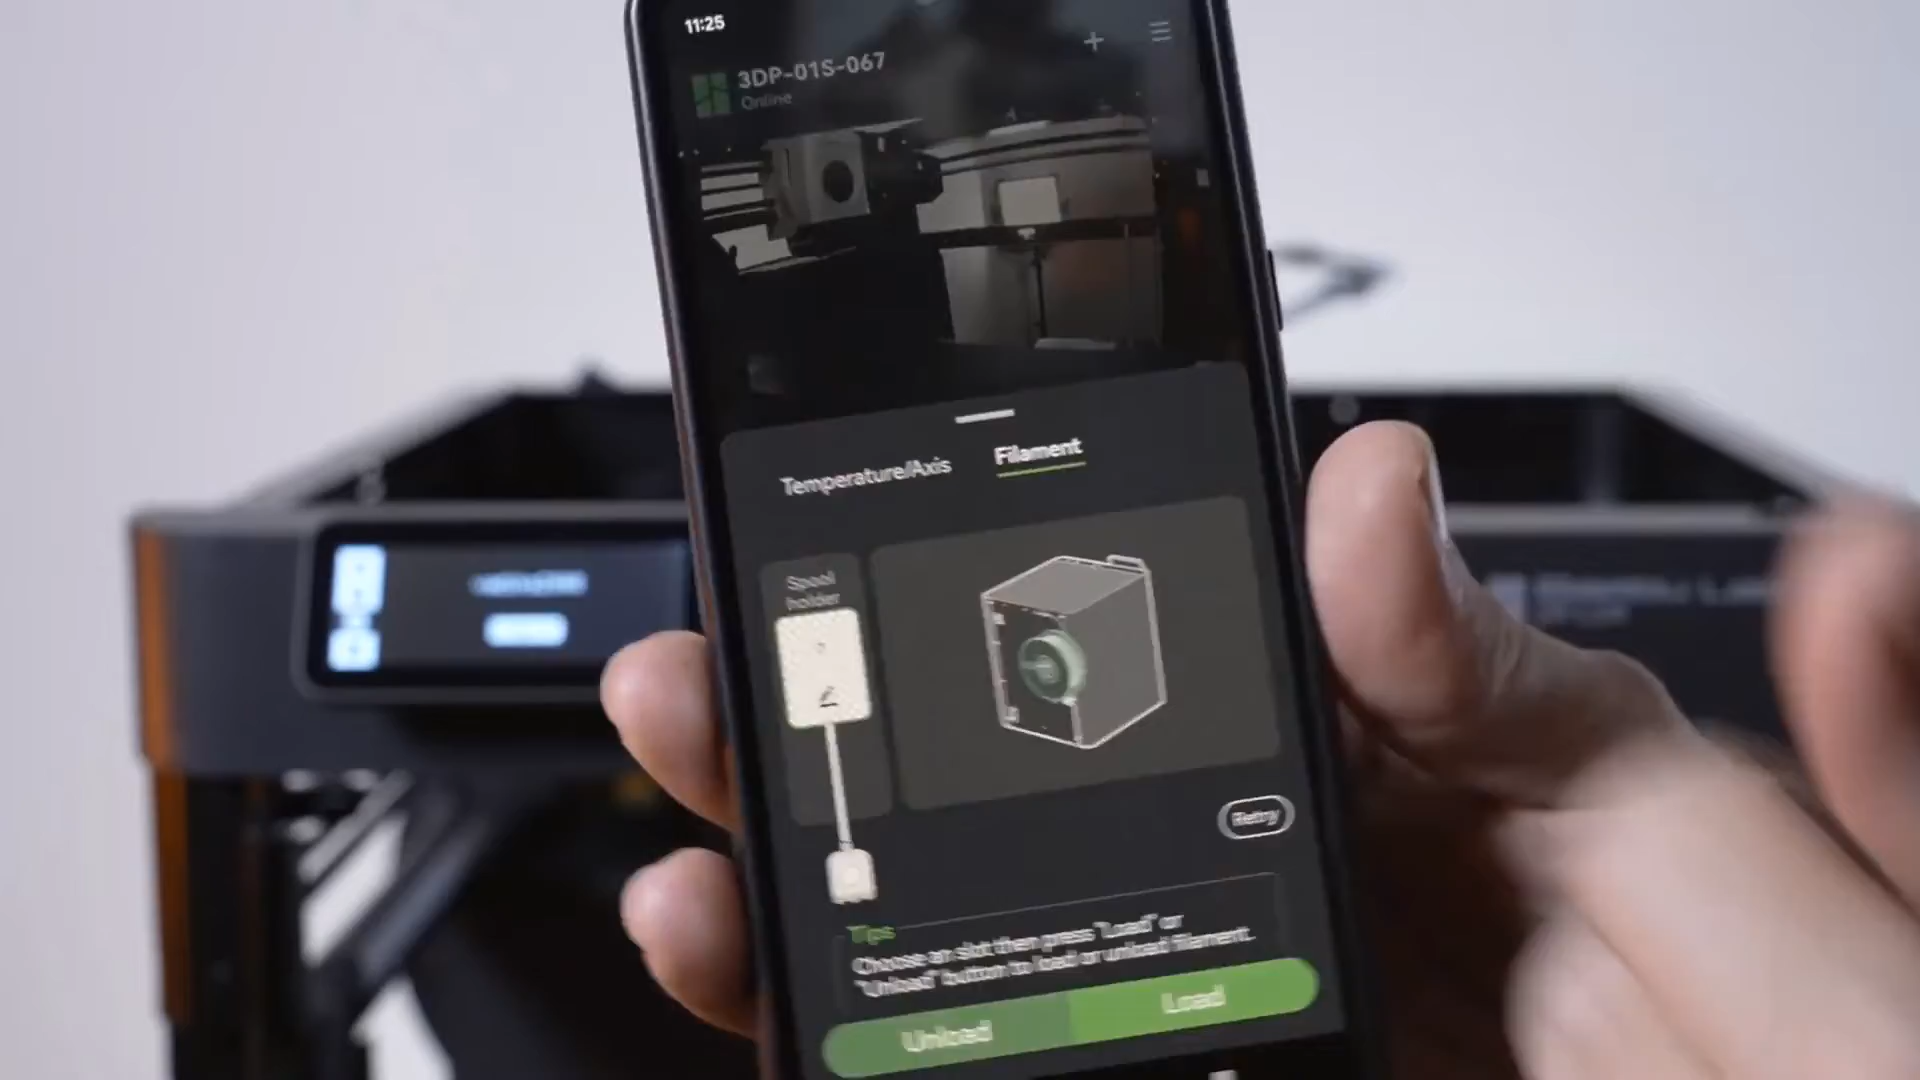 11:25
3DP-01S-067
Online
Temperature/Axis
Filament
Spool
holder
Retry
Tips
Choose an slot then press "Load" or
"Unload" button to load or unload filament.
Unload
Load